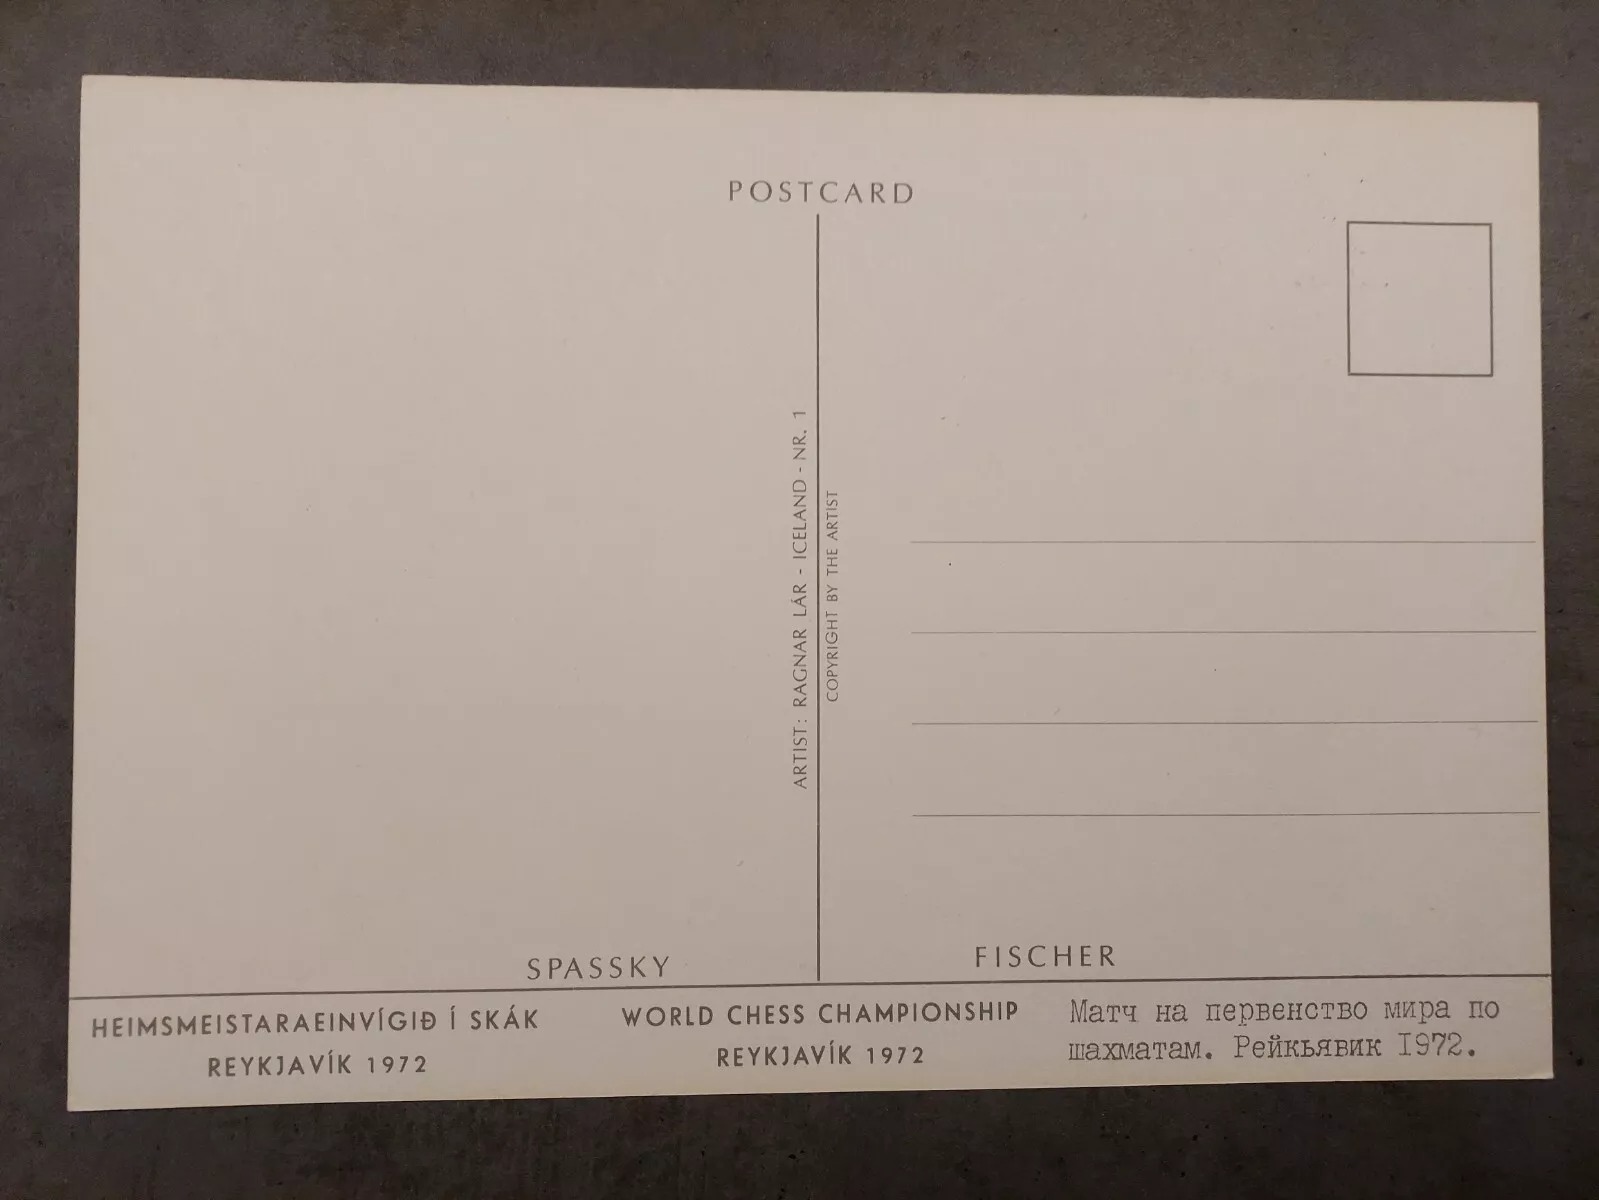 POSTCARD
ARTIST: RAGNAR LÁR - ICELAND - NR. 1
COPYRIGHT BY THE ARTIST
SPASSKY
FISCHER
HEIMSMEISTARAEINVÍGIÐ Í SKÁK
REYKJAVÍK 1972
WORLD CHESS CHAMPIONSHIP
REYKJAVÍK 1972
Матч на первенство мира по
шахматам. Рейкьявик 1972.